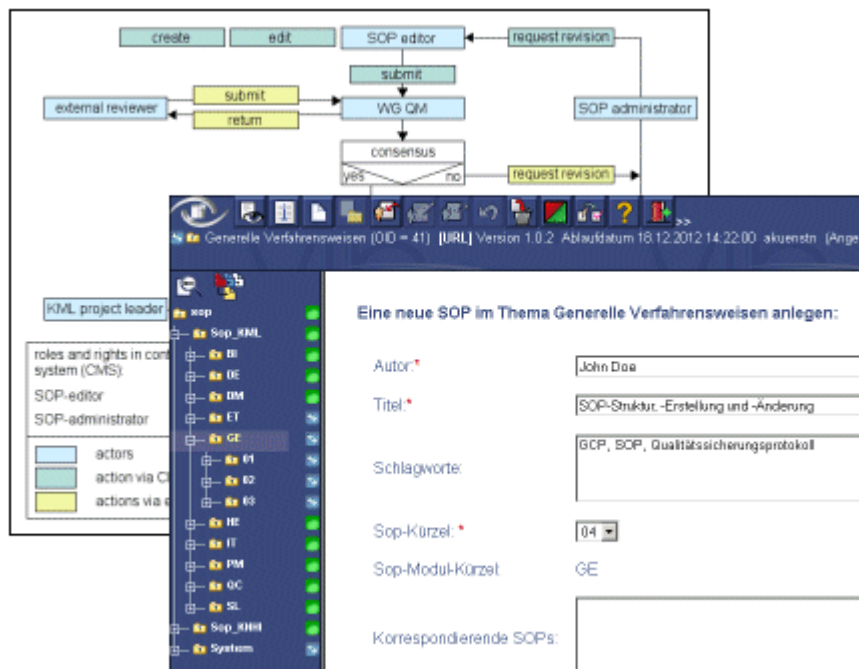 create edit SOP editor request revision
submit
external reviewer submit WG QM SOP administrator
return
consensus
yes no request revision
>>
Generelle Verfahrensweisen (OID = 41) [URL] Version 1.0.2 Ablaufdatum 18.12.2012 14:22:00 akuenstn (Ange
KML project leader
roles and rights in cont
system (CMS):
SOP-editor
SOP-administrator
actors
action via C
actions via e
sop
Sop_KML
BI
DE
DM
ET
GE
01
02
03
HE
IT
PM
QC
SL
Sop_KNHI
System
Eine neue SOP im Thema Generelle Verfahrensweisen anlegen:
Autor:* John Doe
Titel:* SOP-Struktur. -Erstellung und -Änderung
Schlagworte: GCP, SOP, Qualitätssicherungsprotokoll
Sop-Kürzel: * 04
Sop-Modul-Kürzel: GE
Korrespondierende SOPs: